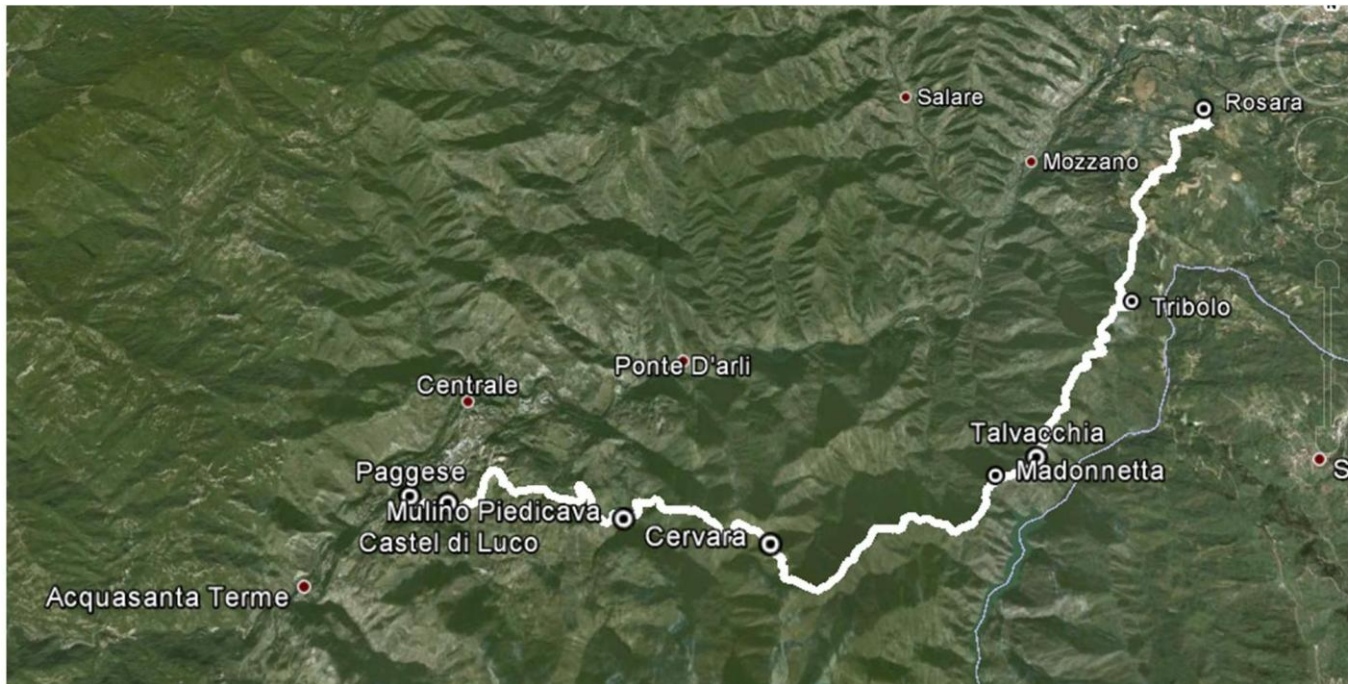 Salare
Rosara
Mozzano
Tribolo
Ponte D'arli
Centrale
Talvacchia
Paggese
Madonnetta
Mulino Piedicava
Cervara
Castel di Luco
Acquasanta Terme